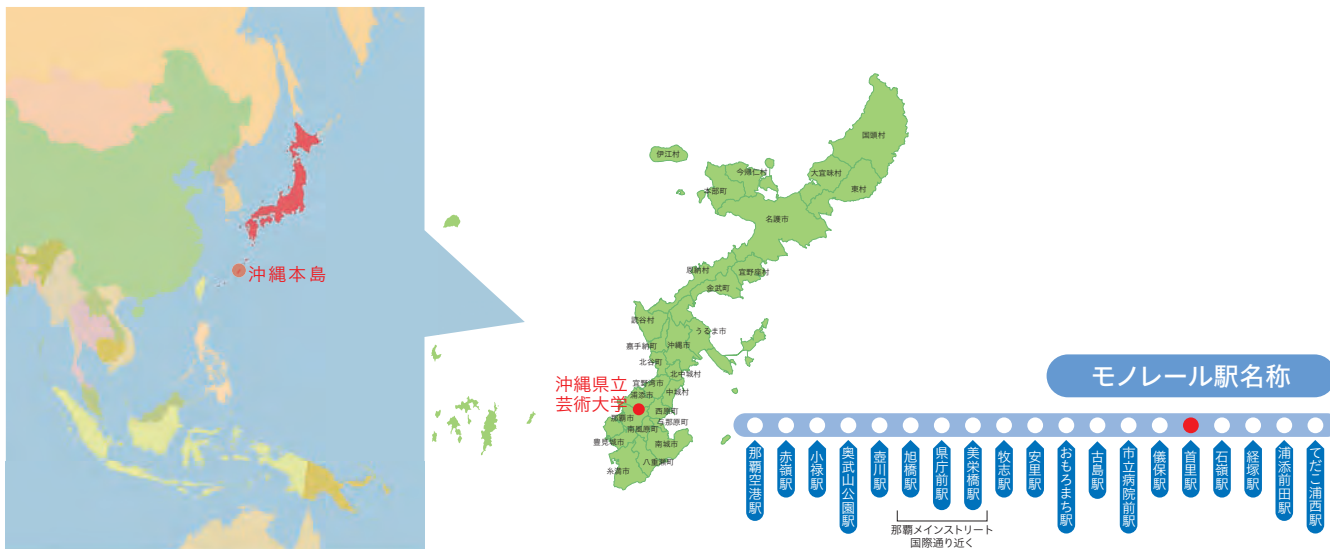 沖縄本島
国頭村
伊江村
今帰仁村
大宜味村
本部町
東村
名護市
恩納村
宜野座村
金武町
読谷村
うるま市
嘉手納町
沖縄市
北谷町
北中城村
宜野湾市
中城村
浦添市
沖縄県立
芸術大学
西原町
那覇市
与那原町
南風原町
豊見城市
南城市
八重瀬町
糸満市
モノレール駅名称
那覇空港駅
赤嶺駅
小禄駅
奥武山公園駅
壺川駅
旭橋駅
県庁前駅
美栄橋駅
牧志駅
安里駅
おもろまち駅
古島駅
市立病院前駅
儀保駅
首里駅
石嶺駅
経塚駅
浦添前田駅
てだこ浦西駅
那覇メインストリート
国際通り近く